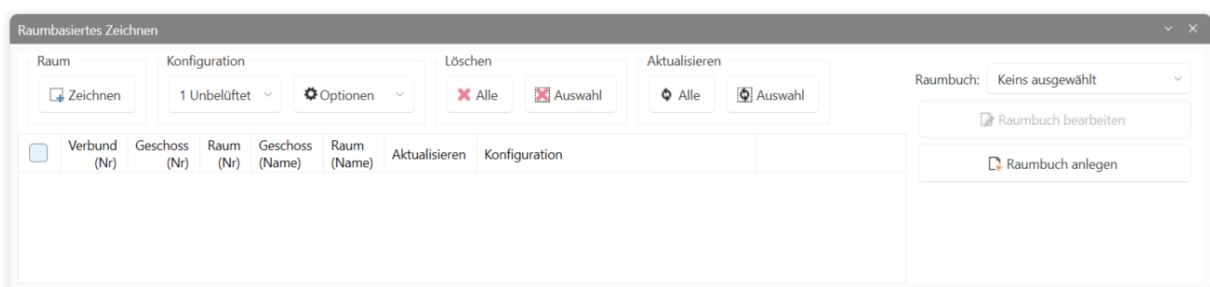 Raumbasiertes Zeichnen
Raum
Konfiguration
Löschen
Aktualisieren
Zeichnen
1 Unbelüftet
Optionen
Alle
Auswahl
Alle
Auswahl
Raumbuch: Keins ausgewählt
Raumbuch bearbeiten
Raumbuch anlegen
Verbund
(Nr)
Geschoss
(Nr)
Raum
(Nr)
Geschoss
(Name)
Raum
(Name)
Aktualisieren
Konfiguration